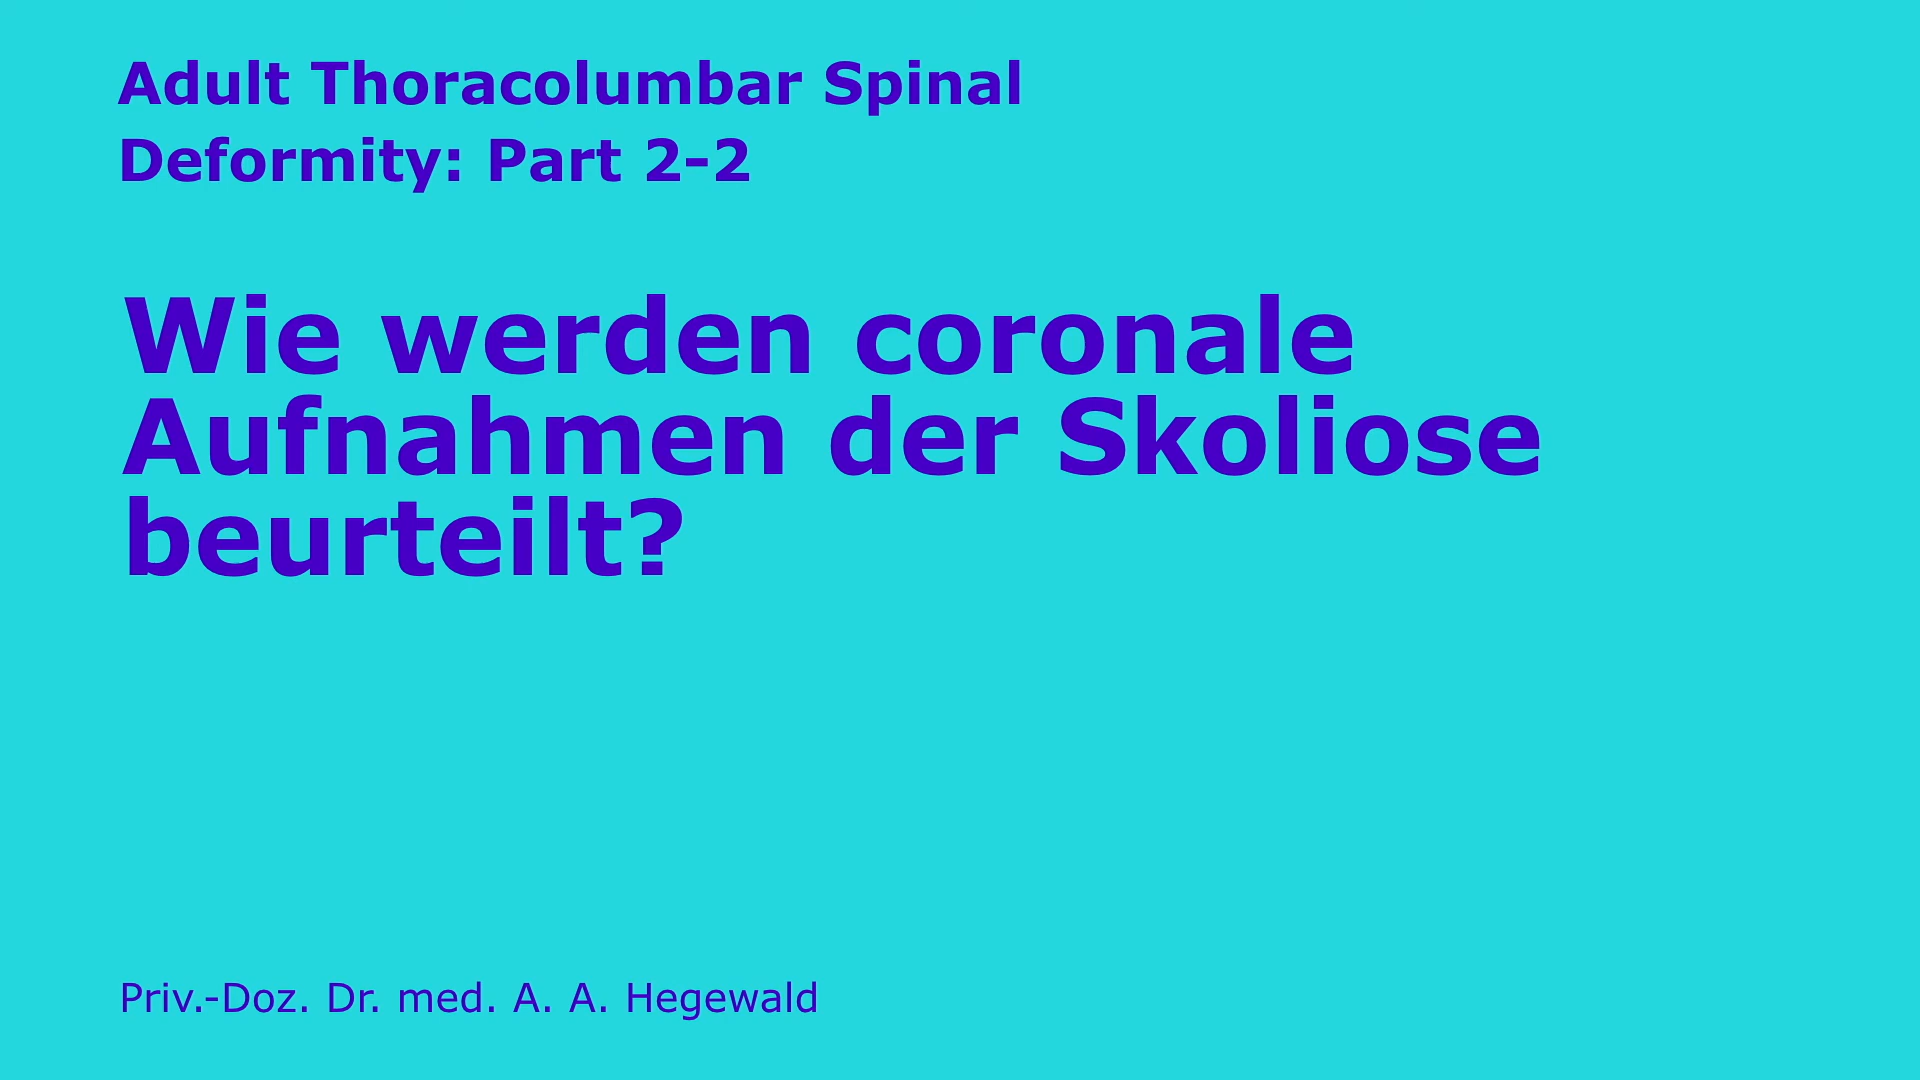 Adult Thoracolumbar Spinal
Deformity: Part 2-2
Wie werden coronale
Aufnahmen der Skoliose
beurteilt?
Priv.-Doz. Dr. med. A. A. Hegewald